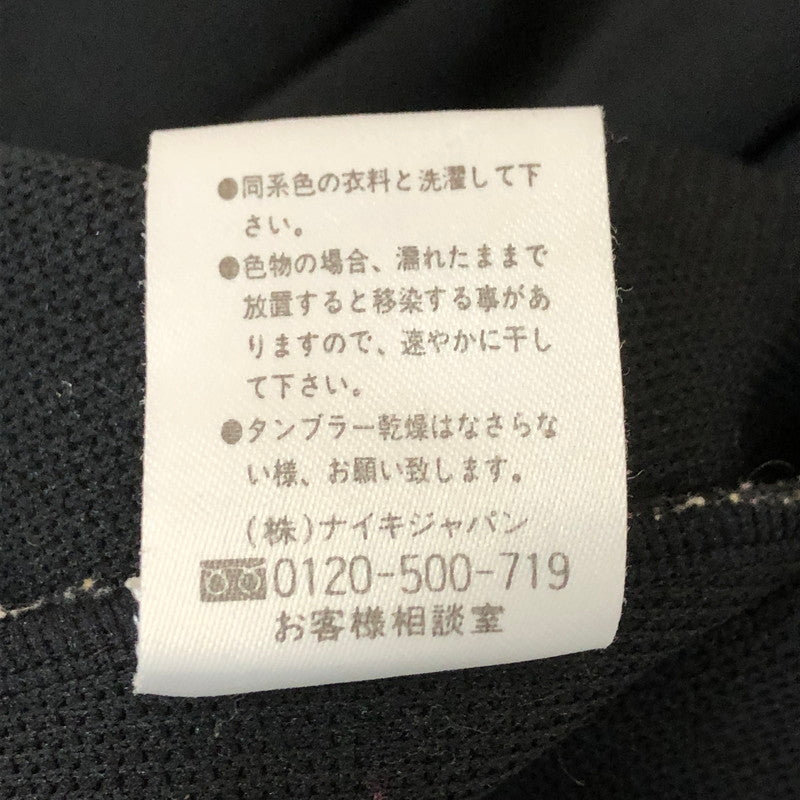 ●同系色の衣料と洗濯して下
さい。
●色物の場合、濡れたままで
放置すると移染する事があ
りますので、速やかに干し
て下さい。
●タンブラー乾燥はなさらな
い様、お願い致します。
(株)ナイキジャパン
0120-500-719
お客様相談室